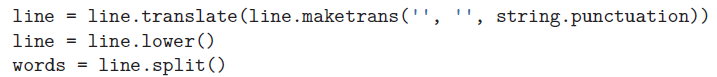 line = line.translate(line.maketrans('', '', string.punctuation))
line = line.lower()
words = line.split()